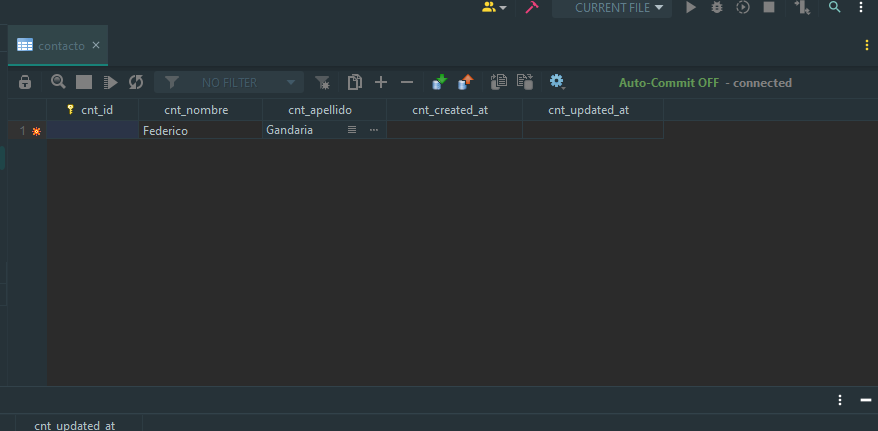 CURRENT FILE
contacto
NO FILTER
Auto-Commit OFF - connected
cnt_id cnt_nombre cnt_apellido cnt_created_at cnt_updated_at
1 Federico Gandaria
cnt_updated_at